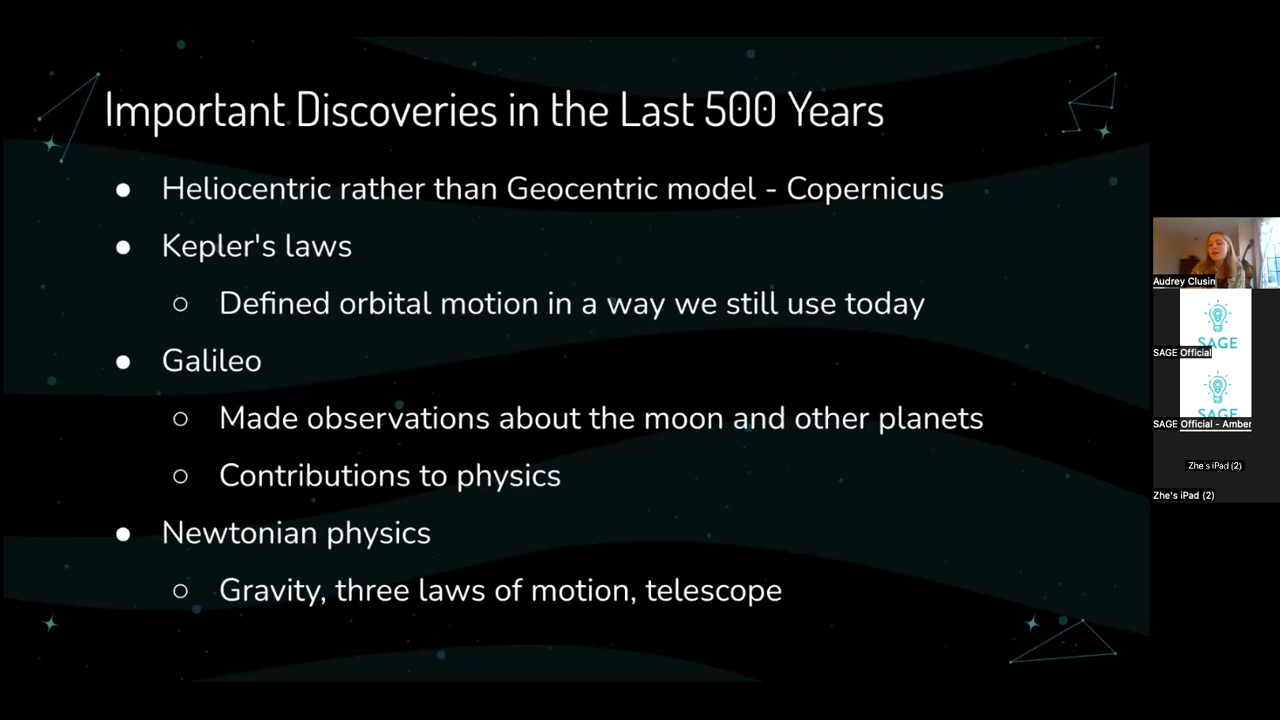 Important Discoveries in the Last 500 Years
● Heliocentric rather than Geocentric model - Copernicus
● Kepler's laws
○ Defined orbital motion in a way we still use today
● Galileo
○ Made observations about the moon and other planets
○ Contributions to physics
● Newtonian physics
○ Gravity, three laws of motion, telescope
Audrey Clusin
SAGE
SAGE Official
SAGE
SAGE Official - Amber
Zhe's iPad (2)
Zhe's iPad (2)